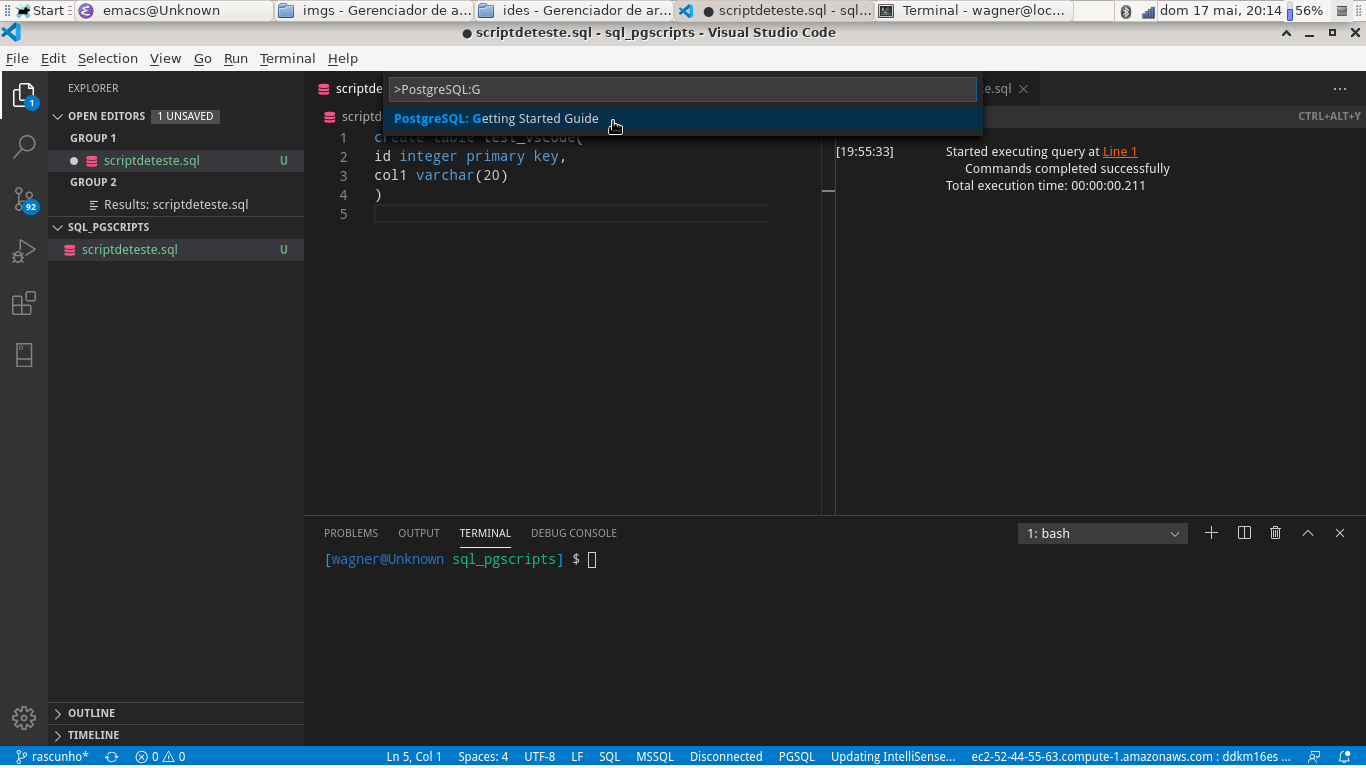 Start
emacs@Unknown
imgs - Gerenciador de a...
ides - Gerenciador de ar...
● scriptdeteste.sql - sql...
Terminal - wagner@loc...
dom 17 mai, 20:14
56%
● scriptdeteste.sql - sql_pgscripts - Visual Studio Code
File Edit Selection View Go Run Terminal Help
EXPLORER
OPEN EDITORS 1 UNSAVED
GROUP 1
scriptdeteste.sql U
GROUP 2
Results: scriptdeteste.sql
SQL_PGSCRIPTS
scriptdeteste.sql U
OUTLINE
TIMELINE
1
92
scriptde
>PostgreSQL:G
PostgreSQL: Getting Started Guide
e.sql
scriptd
CTRL+ALT+Y
1 create table test_vscode(
2 id integer primary key,
3 col1 varchar(20)
4 )
5
[19:55:33] Started executing query at Line 1
Commands completed successfully
Total execution time: 00:00:00.211
PROBLEMS OUTPUT TERMINAL DEBUG CONSOLE
1: bash
[wagner@Unknown sql_pgscripts] $
rascunho* 0 0 Ln 5, Col 1 Spaces: 4 UTF-8 LF SQL MSSQL Disconnected PGSQL Updating IntelliSense... ec2-52-44-55-63.compute-1.amazonaws.com : ddkm16es ...